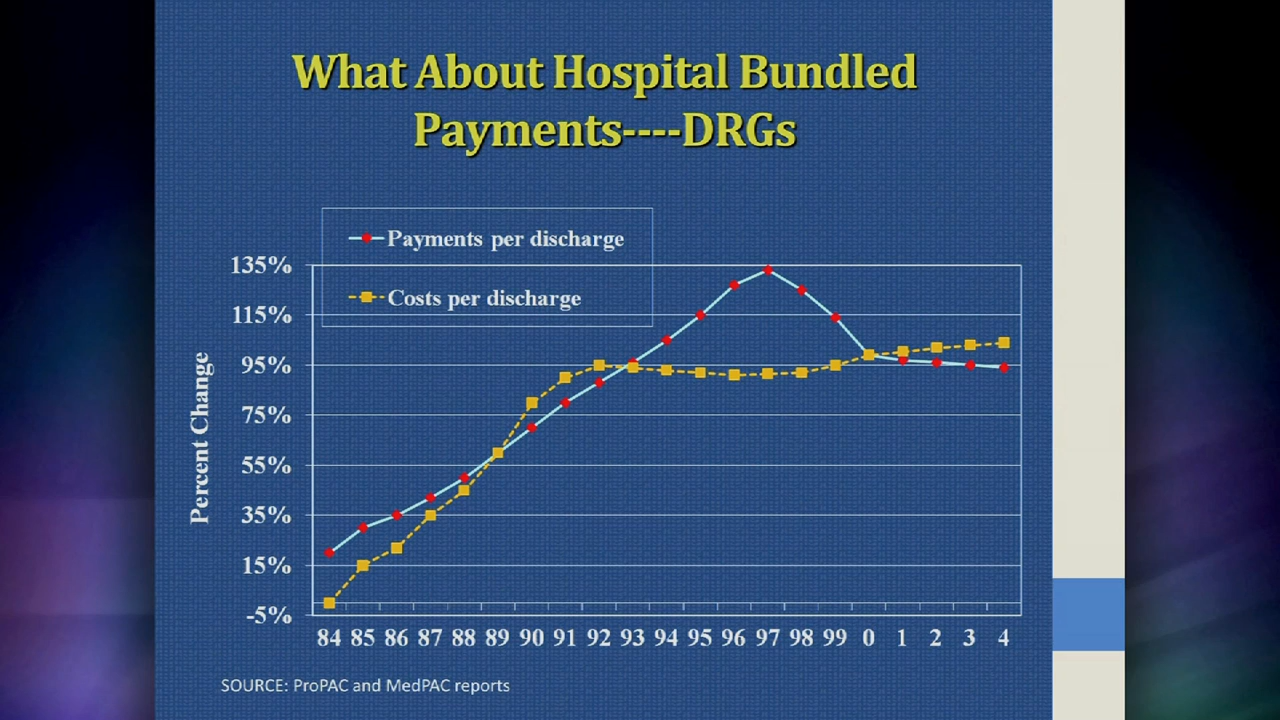 What About Hospital Bundled
Payments----DRGs
Payments per discharge
Costs per discharge
135%
115%
95%
75%
55%
35%
15%
-5%
Percent Change
84 85 86 87 88 89 90 91 92 93 94 95 96 97 98 99 0 1 2 3 4
SOURCE: ProPAC and MedPAC reports